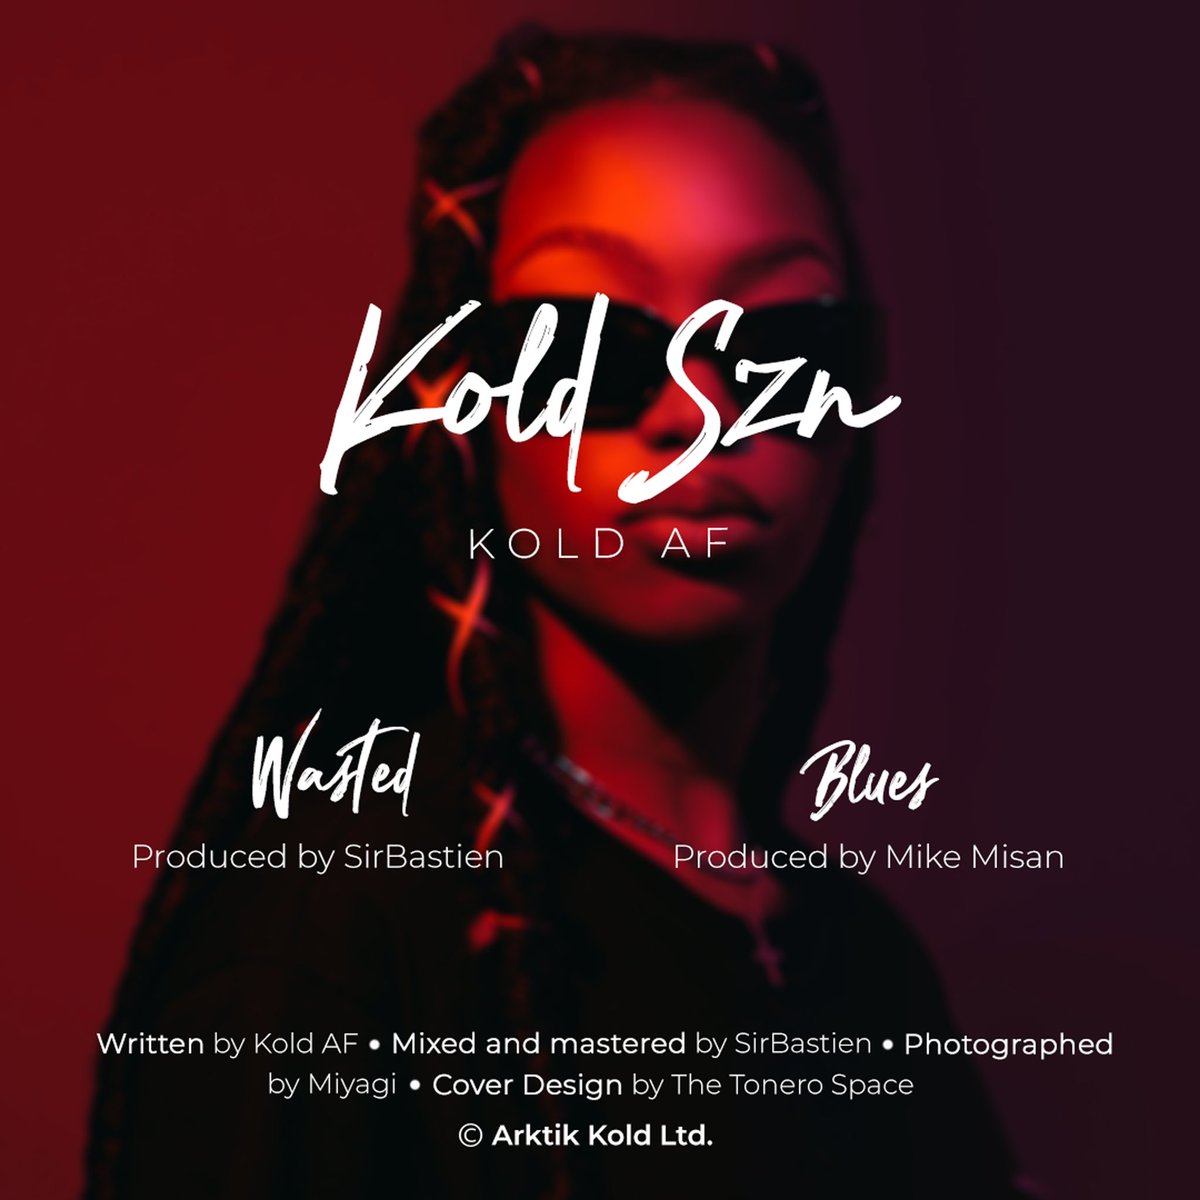 Kold Szn
KOLD AF
Wasted
Produced by SirBastien
Blues
Produced by Mike Misan
Written by Kold AF • Mixed and mastered by SirBastien • Photographed
by Miyagi • Cover Design by The Tonero Space
© Arktik Kold Ltd.